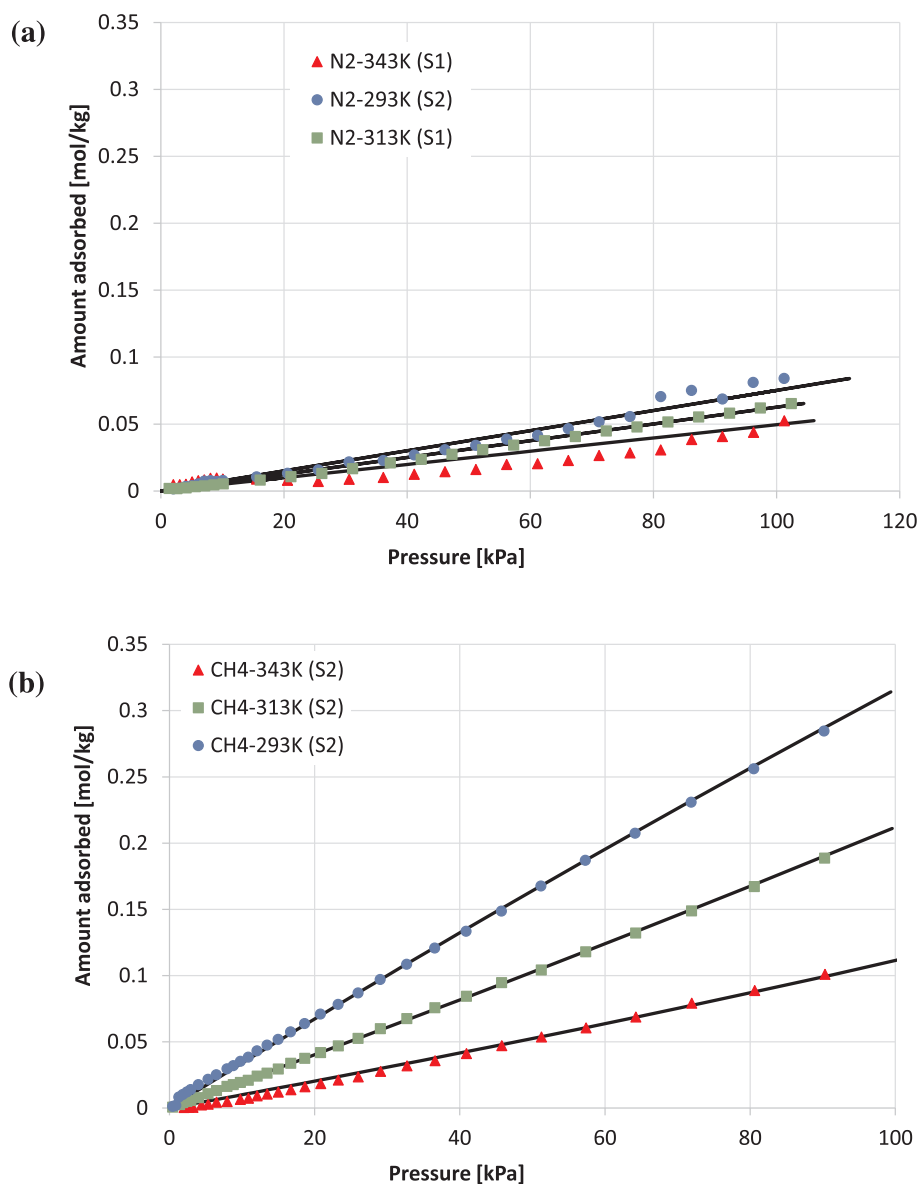 (a)
Amount adsorbed [mol/kg]
0.35
0.3
0.25
0.2
0.15
0.1
0.05
0
N2-343K (S1)
N2-293K (S2)
N2-313K (S1)
0 20 40 60 80 100 120
Pressure [kPa]
(b)
Amount adsorbed [mol/kg]
0.35
0.3
0.25
0.2
0.15
0.1
0.05
0
CH4-343K (S2)
CH4-313K (S2)
CH4-293K (S2)
0 20 40 60 80 100
Pressure [kPa]